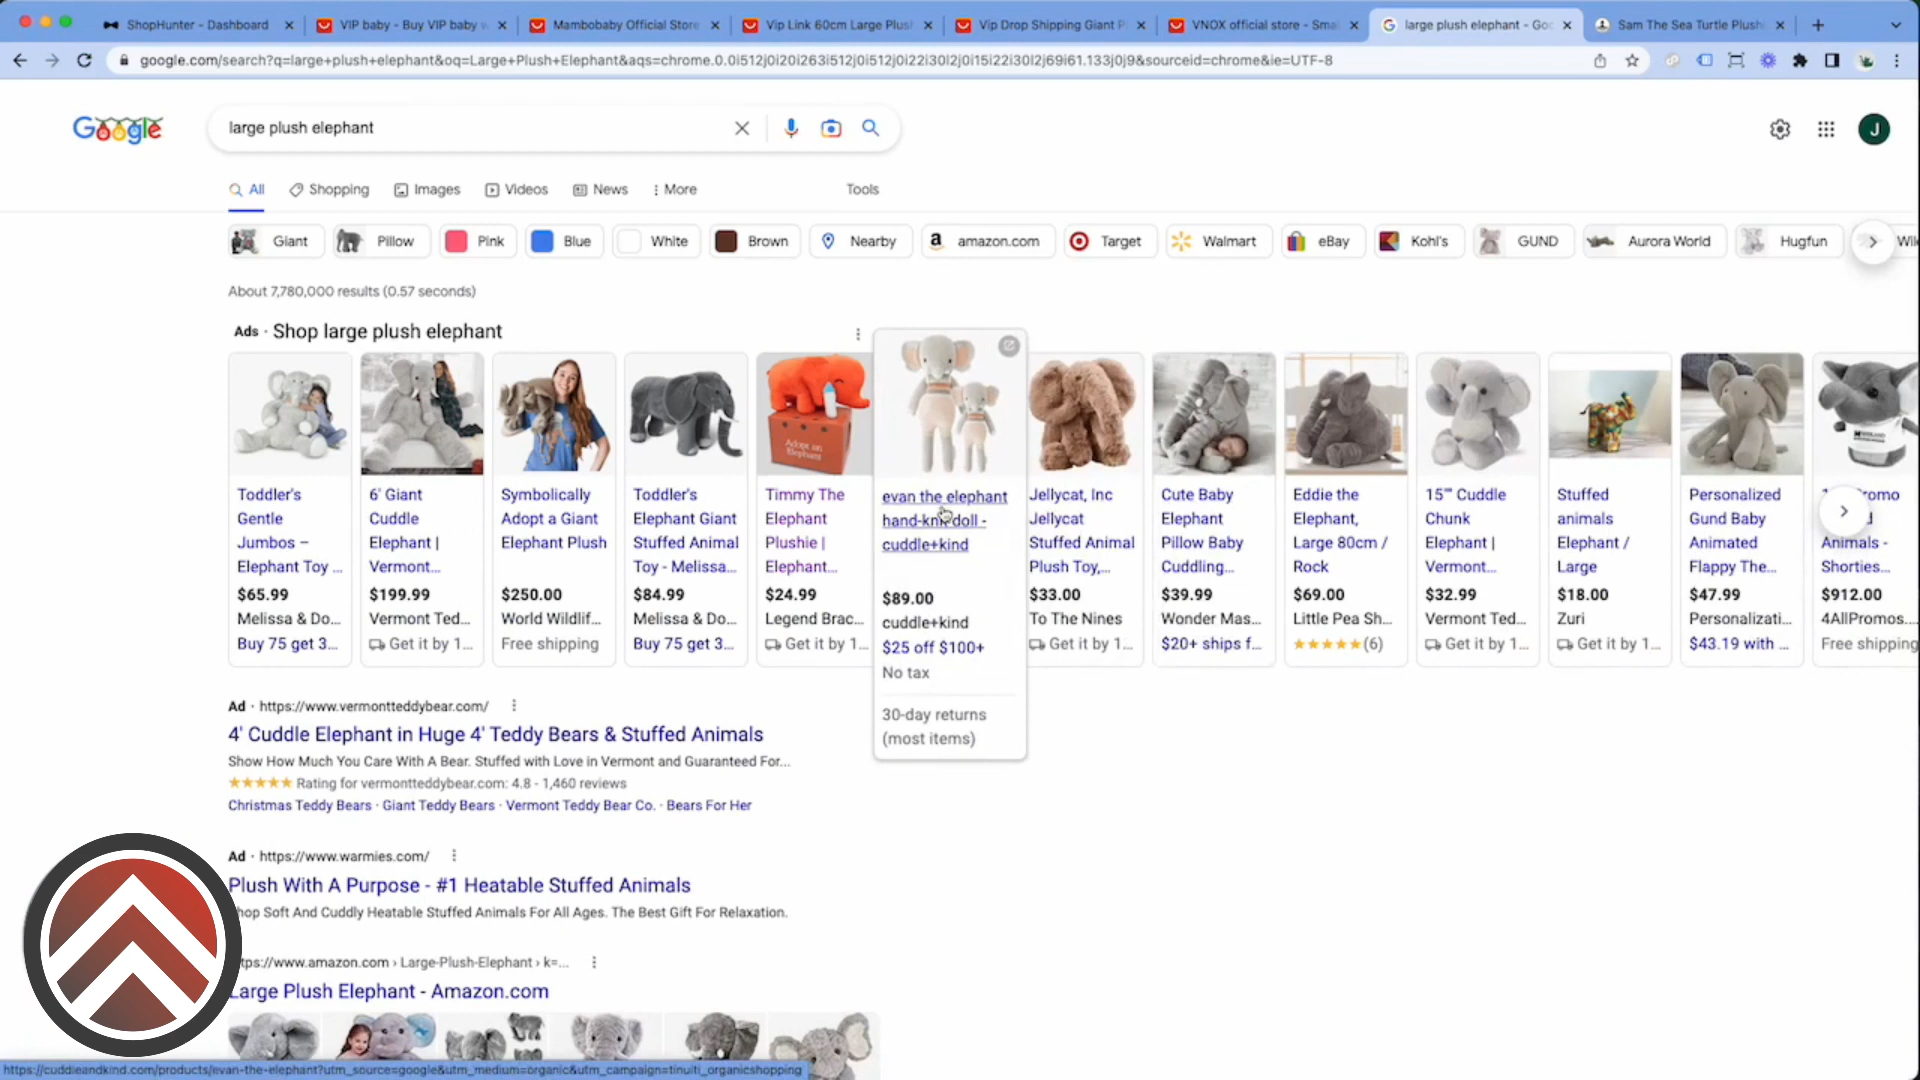 ShopHunter - Dashboard
VIP baby - Buy VIP baby w
Mambobaby Official Store
Vip Link 60cm Large Plush
Vip Drop Shipping Giant P
VNOX official store - Smal
large plush elephant - Goo
Sam The Sea Turtle Plushi
google.com/search?q=large+plush+elephant&oq=Large+Plush+Elephant&aqs=chrome.0.0i512j0i20i263i512j0i512j0i22i30l2j0i15i22i30l2j69i61.133j0j9&sourceid=chrome&ie=UTF-8
Google
large plush elephant
J
All
Shopping
Images
Videos
News
More
Tools
Giant
Pillow
Pink
Blue
White
Brown
Nearby
amazon.com
Target
Walmart
eBay
Kohl's
GUND
Aurora World
Hugfun
About 7,780,000 results (0.57 seconds)
Ads · Shop large plush elephant
Toddler's
Gentle
Jumbos –
Elephant Toy ...
$65.99
Melissa & Do...
Buy 75 get 3...
6' Giant
Cuddle
Elephant |
Vermont...
$199.99
Vermont Ted...
Get it by 1...
Symbolically
Adopt a Giant
Elephant Plush
$250.00
World Wildlif...
Free shipping
Toddler's
Elephant Giant
Stuffed Animal
Toy - Melissa...
$84.99
Melissa & Do...
Buy 75 get 3...
Adopt an
Elephant
Timmy The
Elephant
Plushie |
Elephant...
$24.99
Legend Brac...
Get it by 1...
evan the elephant
hand-knit doll -
cuddle+kind
$89.00
cuddle+kind
$25 off $100+
No tax
30-day returns
(most items)
Jellycat, Inc
Jellycat
Stuffed Animal
Plush Toy,...
$33.00
To The Nines
Get it by 1...
Cute Baby
Elephant
Pillow Baby
Cuddling...
$39.99
Wonder Mas...
$20+ ships f...
Eddie the
Elephant,
Large 80cm /
Rock
$69.00
Little Pea Sh...
(6)
15"" Cuddle
Chunk
Elephant |
Vermont...
$32.99
Vermont Ted...
Get it by 1...
Stuffed
animals
Elephant /
Large
$18.00
Zuri
Get it by 1...
Personalized
Gund Baby
Animated
Flappy The...
$47.99
Personalizati...
$43.19 with ...
Animals -
Shorties...
$912.00
4AllPromos....
Free shipping
Ad · https://www.vermontteddybear.com/
4' Cuddle Elephant in Huge 4' Teddy Bears & Stuffed Animals
Show How Much You Care With A Bear. Stuffed with Love in Vermont and Guaranteed For...
Rating for vermontteddybear.com: 4.8 - 1,460 reviews
Christmas Teddy Bears · Giant Teddy Bears · Vermont Teddy Bear Co. · Bears For Her
Ad · https://www.warmies.com/
Plush With A Purpose - #1 Heatable Stuffed Animals
hop Soft And Cuddly Heatable Stuffed Animals For All Ages. The Best Gift For Relaxation.
tps://www.amazon.com › Large-Plush-Elephant › k=...
Large Plush Elephant - Amazon.com
https://cuddleandkind.com/products/evan-the-elephant?utm_source=google&utm_medium=organic&utm_campaign=tinuiti_organicshopping